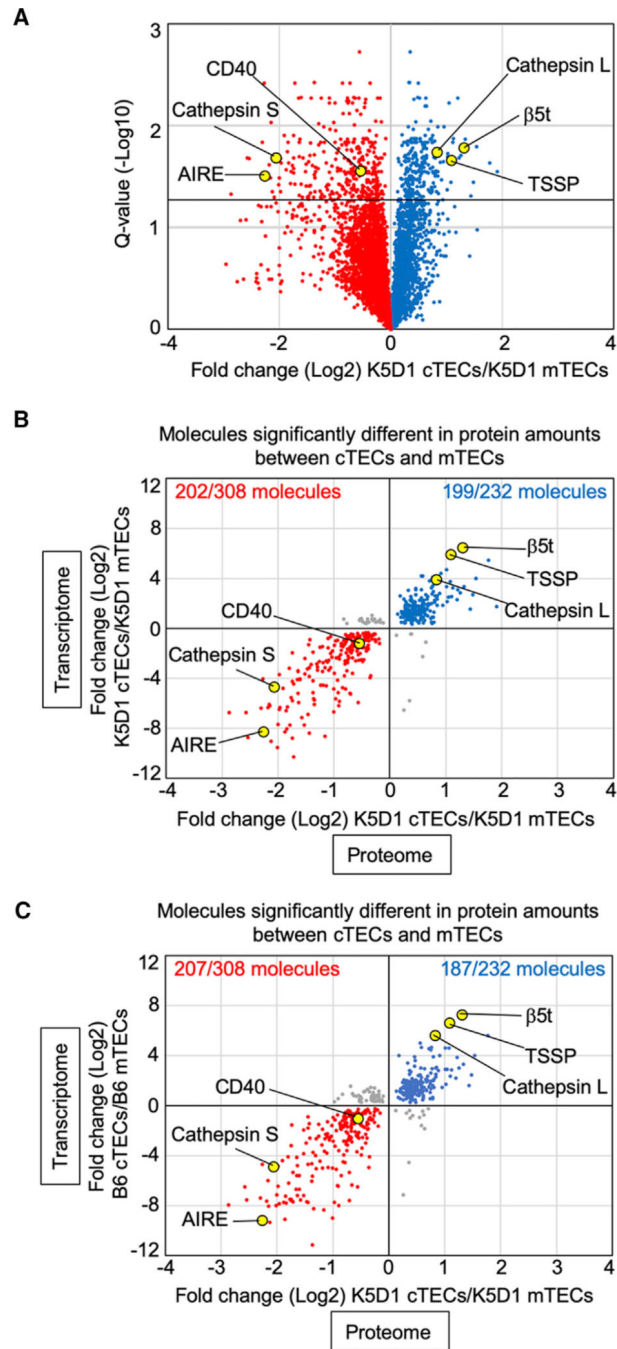 A
3
2
1
0
Q-value (-Log10)
CD40
Cathepsin S
AIRE
Cathepsin L
β5t
TSSP
-4
-2
0
2
4
Fold change (Log2) K5D1 cTECs/K5D1 mTECs
B
Molecules significantly different in protein amounts
between cTECs and mTECs
202/308 molecules
199/232 molecules
12
8
4
0
-4
-8
-12
Transcriptome
Fold change (Log2)
K5D1 cTECs/K5D1 mTECs
β5t
TSSP
Cathepsin L
CD40
Cathepsin S
AIRE
-4
-3
-2
-1
0
1
2
3
4
Fold change (Log2) K5D1 cTECs/K5D1 mTECs
Proteome
C
Molecules significantly different in protein amounts
between cTECs and mTECs
207/308 molecules
187/232 molecules
12
8
4
0
-4
-8
-12
Transcriptome
Fold change (Log2)
B6 cTECs/B6 mTECs
β5t
TSSP
Cathepsin L
CD40
Cathepsin S
AIRE
-4
-3
-2
-1
0
1
2
3
4
Fold change (Log2) K5D1 cTECs/K5D1 mTECs
Proteome